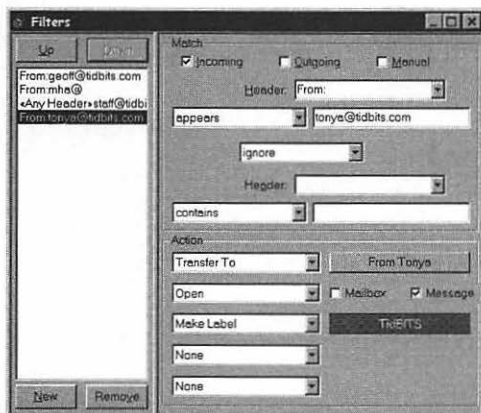 Filters
Up
Down
From:geoff@tidbits.com
From:mha@
«Any Header»staff@tidbi
From:tonya@tidbits.com
New
Remove
Match
Incoming
Outgoing
Manual
Header: From:
appears
tonya@tidbits.com
ignore
Header:
contains
Action
Transfer To
From Tonya
Open
Mailbox
Message
Make Label
TidBITS
None
None